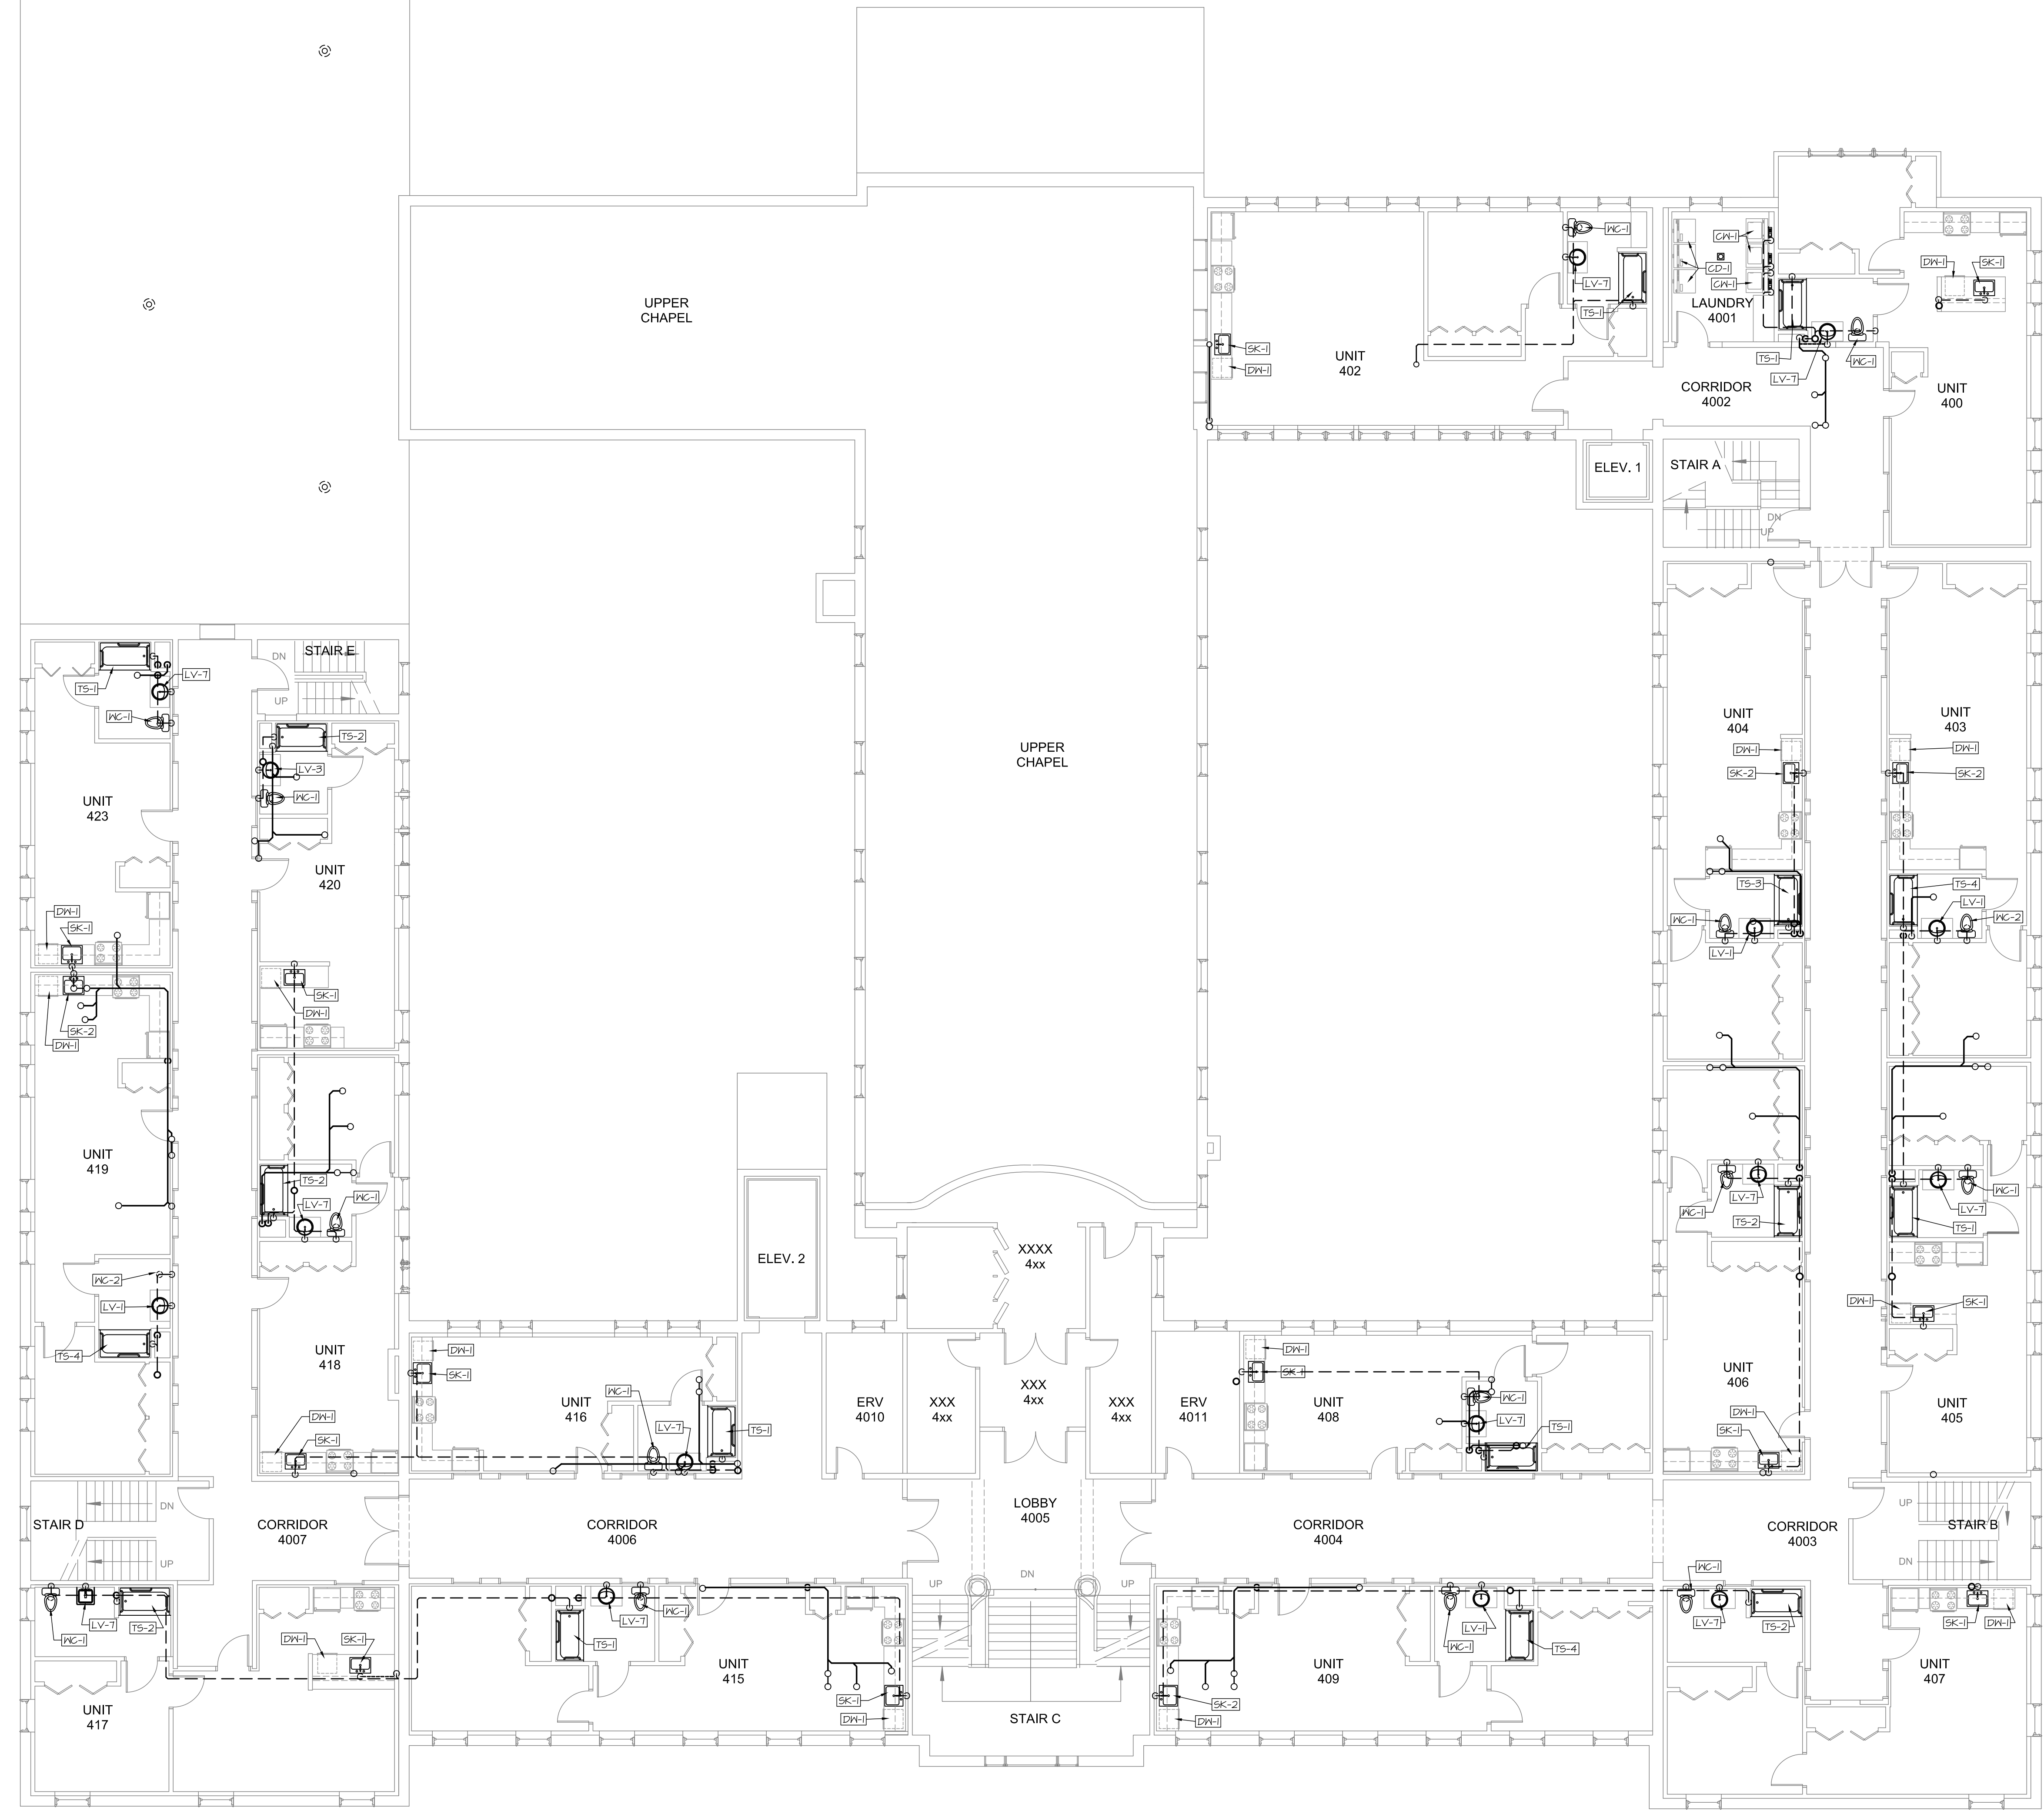 UPPER
CHAPEL
WC-1
LV-7
TS-1
SK-1
DW-1
UNIT
402
CW-1
CD-1
CW-1
LAUNDRY
4001
DW-1
SK-1
TS-1
LV-7
WC-1
CORRIDOR
4002
UNIT
400
ELEV. 1
STAIR A
DN
UP
UPPER
CHAPEL
DN
STAIR E
UP
TS-1
LV-7
WC-1
UNIT
423
DW-1
SK-1
TS-2
LV-3
WC-1
UNIT
420
SK-1
DW-1
UNIT
404
DW-1
SK-2
TS-3
WC-1
LV-1
UNIT
403
DW-1
SK-2
TS-4
LV-1
WC-2
SK-2
DW-1
UNIT
419
WC-2
LV-1
TS-4
TS-2
LV-7
WC-1
UNIT
418
DW-1
SK-1
WC-1
LV-7
TS-2
UNIT
406
DW-1
SK-1
WC-1
LV-7
TS-1
DW-1
SK-1
UNIT
405
ELEV. 2
XXXX
4xx
DW-1
SK-1
UNIT
416
WC-1
LV-7
TS-1
ERV
4010
XXX
4xx
XXX
4xx
XXX
4xx
ERV
4011
DW-1
SK-1
UNIT
408
WC-1
LV-7
TS-1
DN
STAIR D
UP
CORRIDOR
4007
CORRIDOR
4006
LOBBY
4005
CORRIDOR
4004
CORRIDOR
4003
UP
STAIR B
DN
WC-1
LV-7
TS-2
DW-1
SK-1
UNIT
417
LV-7
WC-1
TS-1
UNIT
415
SK-1
DW-1
UP
DN
UP
STAIR C
SK-2
DW-1
UNIT
409
WC-1
LV-1
TS-4
WC-1
LV-7
TS-2
SK-1
DW-1
UNIT
407